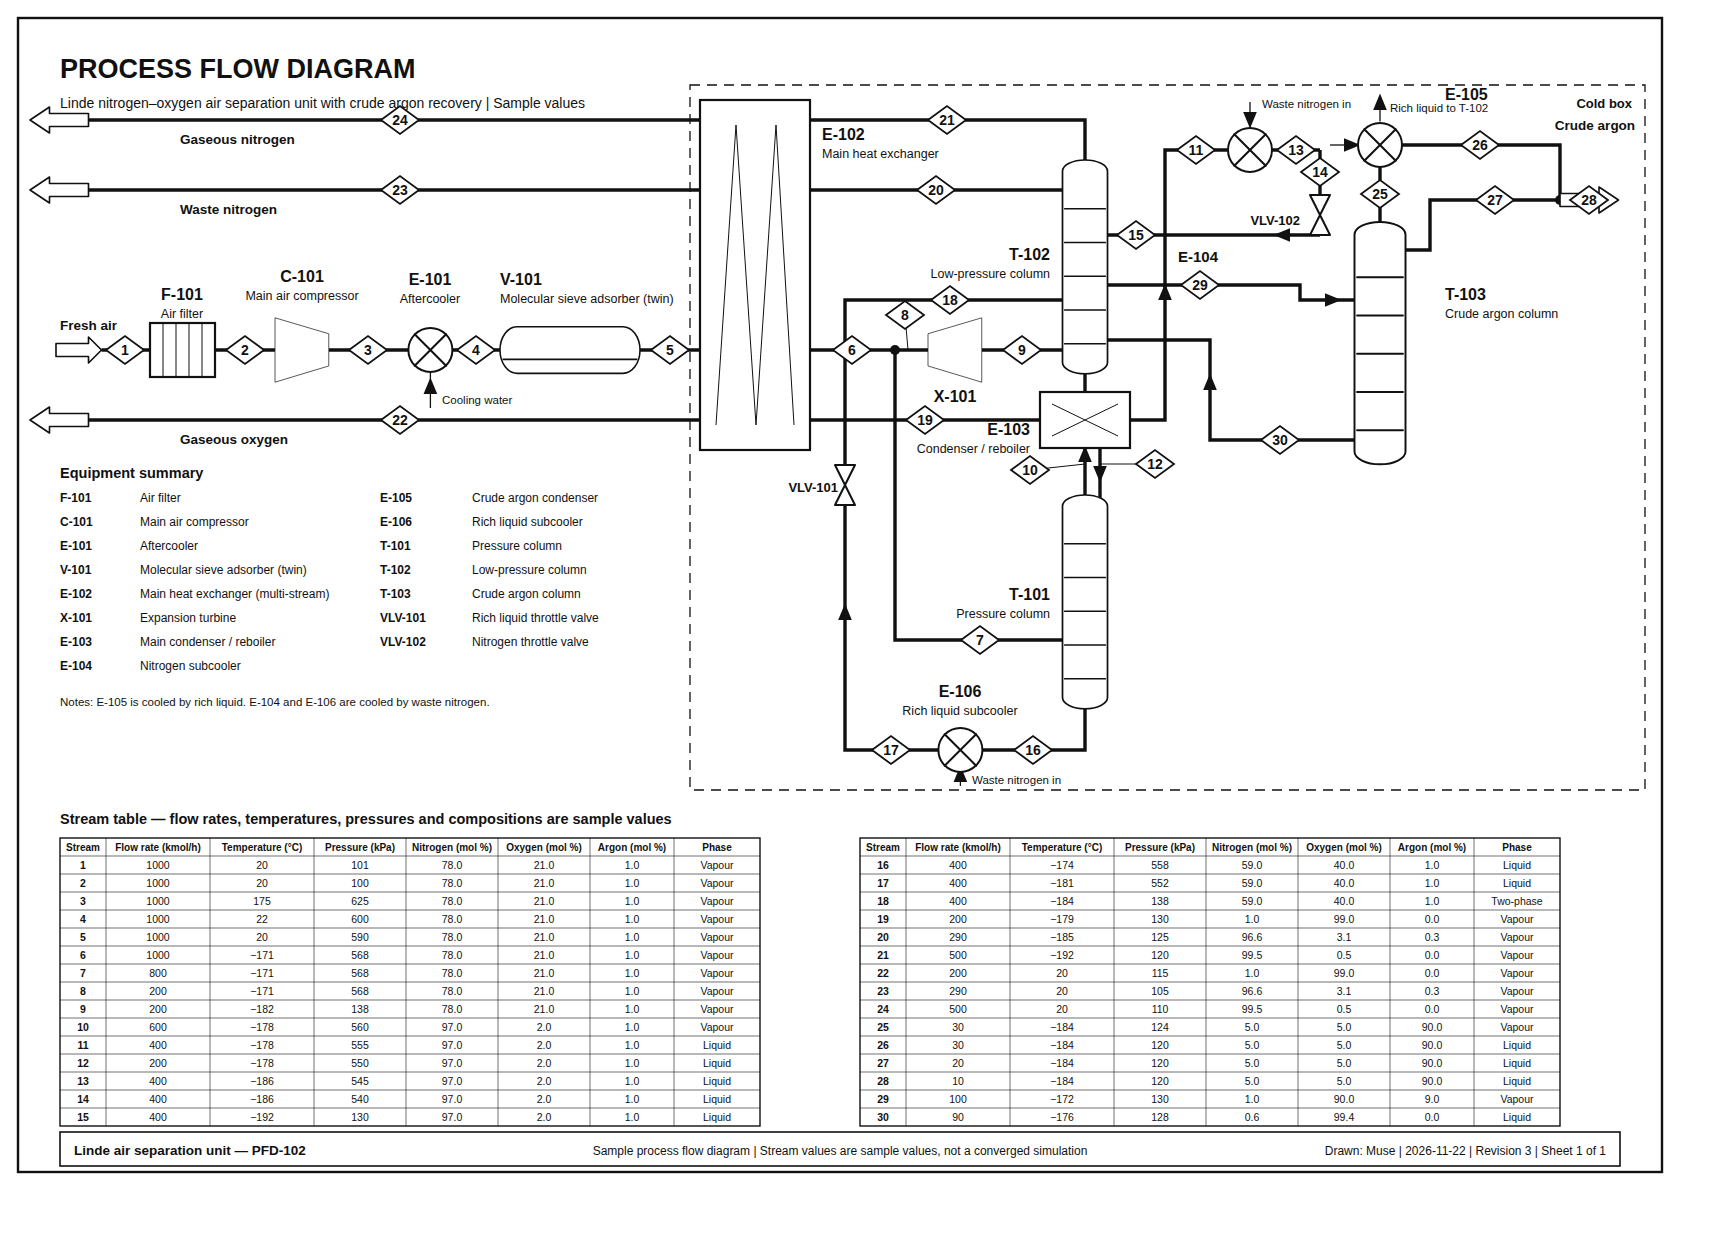 PROCESS FLOW DIAGRAM
Linde nitrogen–oxygen air separation unit with crude argon recovery | Sample values
24
Gaseous nitrogen
23
Waste nitrogen
21
20
E-102
Main heat exchanger
Waste nitrogen in
E-105
Rich liquid to T-102
Cold box
Crude argon
11
13
14
26
25
27
28
VLV-102
15
T-102
Low-pressure column
E-104
29
18
8
T-103
Crude argon column
F-101
Air filter
C-101
Main air compressor
E-101
Aftercooler
V-101
Molecular sieve adsorber (twin)
Fresh air
1
2
3
4
5
6
9
Cooling water
X-101
22
Gaseous oxygen
19
E-103
Condenser / reboiler
30
10
12
VLV-101
T-101
Pressure column
7
E-106
Rich liquid subcooler
17
16
Waste nitrogen in
Equipment summary
F-101 Air filter E-105 Crude argon condenser
C-101 Main air compressor E-106 Rich liquid subcooler
E-101 Aftercooler T-101 Pressure column
V-101 Molecular sieve adsorber (twin) T-102 Low-pressure column
E-102 Main heat exchanger (multi-stream) T-103 Crude argon column
X-101 Expansion turbine VLV-101 Rich liquid throttle valve
E-103 Main condenser / reboiler VLV-102 Nitrogen throttle valve
E-104 Nitrogen subcooler
Notes: E-105 is cooled by rich liquid. E-104 and E-106 are cooled by waste nitrogen.
Stream table — flow rates, temperatures, pressures and compositions are sample values
Stream Flow rate (kmol/h) Temperature (°C) Pressure (kPa) Nitrogen (mol %) Oxygen (mol %) Argon (mol %) Phase
1 1000 20 101 78.0 21.0 1.0 Vapour
2 1000 20 100 78.0 21.0 1.0 Vapour
3 1000 175 625 78.0 21.0 1.0 Vapour
4 1000 22 600 78.0 21.0 1.0 Vapour
5 1000 20 590 78.0 21.0 1.0 Vapour
6 1000 −171 568 78.0 21.0 1.0 Vapour
7 800 −171 568 78.0 21.0 1.0 Vapour
8 200 −171 568 78.0 21.0 1.0 Vapour
9 200 −182 138 78.0 21.0 1.0 Vapour
10 600 −178 560 97.0 2.0 1.0 Vapour
11 400 −178 555 97.0 2.0 1.0 Liquid
12 200 −178 550 97.0 2.0 1.0 Liquid
13 400 −186 545 97.0 2.0 1.0 Liquid
14 400 −186 540 97.0 2.0 1.0 Liquid
15 400 −192 130 97.0 2.0 1.0 Liquid
Stream Flow rate (kmol/h) Temperature (°C) Pressure (kPa) Nitrogen (mol %) Oxygen (mol %) Argon (mol %) Phase
16 400 −174 558 59.0 40.0 1.0 Liquid
17 400 −181 552 59.0 40.0 1.0 Liquid
18 400 −184 138 59.0 40.0 1.0 Two-phase
19 200 −179 130 1.0 99.0 0.0 Vapour
20 290 −185 125 96.6 3.1 0.3 Vapour
21 500 −192 120 99.5 0.5 0.0 Vapour
22 200 20 115 1.0 99.0 0.0 Vapour
23 290 20 105 96.6 3.1 0.3 Vapour
24 500 20 110 99.5 0.5 0.0 Vapour
25 30 −184 124 5.0 5.0 90.0 Vapour
26 30 −184 120 5.0 5.0 90.0 Liquid
27 20 −184 120 5.0 5.0 90.0 Liquid
28 10 −184 120 5.0 5.0 90.0 Liquid
29 100 −172 130 1.0 90.0 9.0 Vapour
30 90 −176 128 0.6 99.4 0.0 Liquid
Linde air separation unit — PFD-102
Sample process flow diagram | Stream values are sample values, not a converged simulation
Drawn: Muse | 2026-11-22 | Revision 3 | Sheet 1 of 1